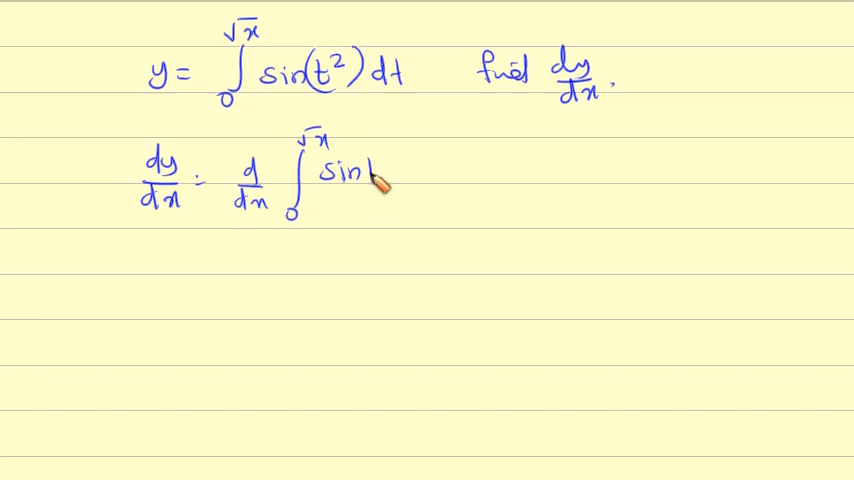 y = ∫₀^√x sin(t²) dt find dy/dx.
dy/dx = d/dx ∫₀^√x sin